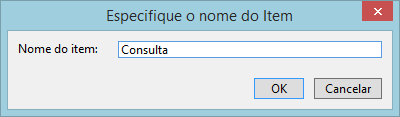 Especifique o nome do Item
Nome do item: Consulta
OK Cancelar